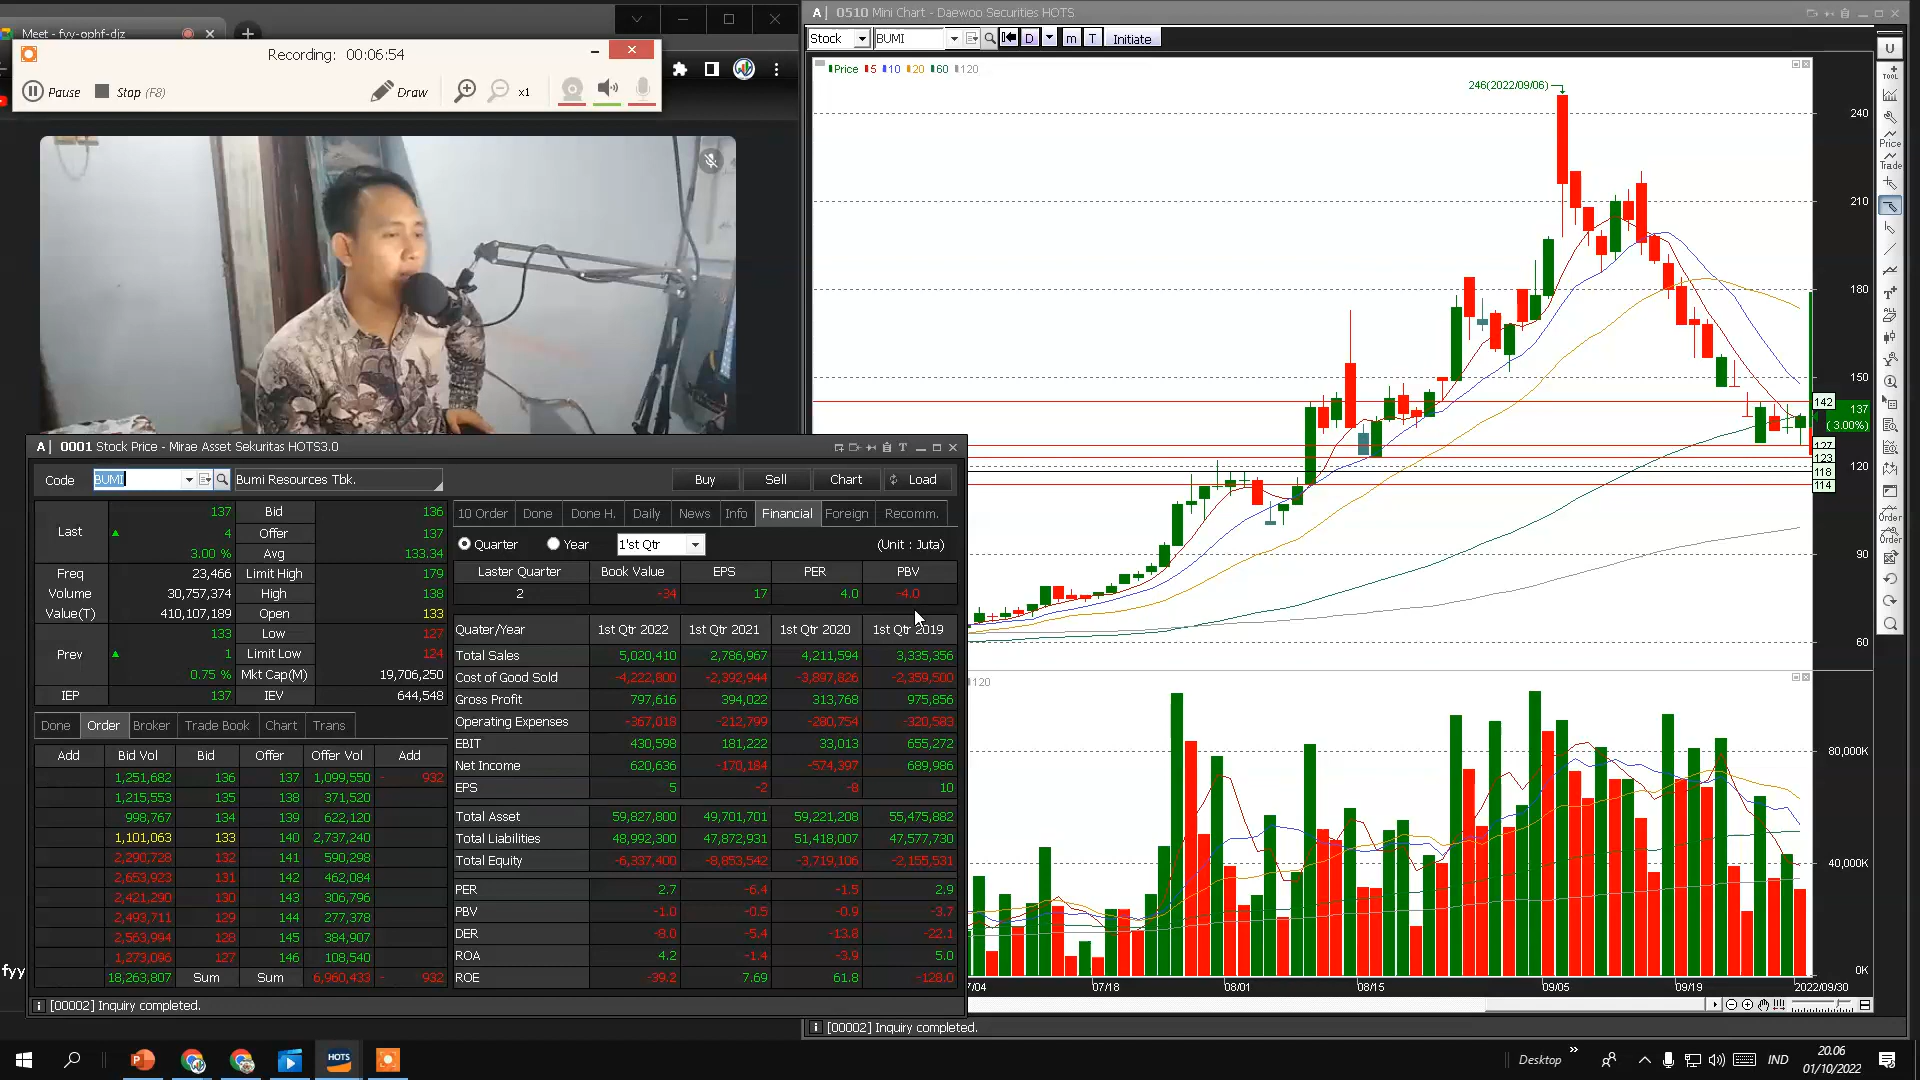 Meet - fyy-ophf-djz
Recording: 00:06:54
Pause
Stop (F8)
Draw
x1
A 0510 Mini Chart - Daewoo Securities HOTS
Stock
BUMI
D
m
T
Initiate
Price 5 10 20 60 120
246(2022/09/06)
240
210
180
150
142
137
( 3.00%)
127
123
120
118
114
90
60
120
80,000K
40,000K
0K
7/04
07/18
08/01
08/15
09/05
09/19
2022/09/30
[00002] Inquiry completed.
U
TOOL
Price
Trade
Order
Order
A 0001 Stock Price - Mirae Asset Sekuritas HOTS3.0
Code BUMI Bumi Resources Tbk. Buy Sell Chart Load
Last 137 Bid 136
4 Offer 137
3.00 % Avg 133.34
Freq 23,466 Limit High 179
Volume 30,757,374 High 138
Value(T) 410,107,189 Open 133
Prev 133 Low 127
1 Limit Low 124
0.75 % Mkt Cap(M) 19,706,250
IEP 137 IEV 644,548
Done Order Broker Trade Book Chart Trans
Add Bid Vol Bid Offer Offer Vol Add
1,251,682 136 137 1,099,550 - 932
1,215,553 135 138 371,520
998,767 134 139 622,120
1,101,063 133 140 2,737,240
2,290,728 132 141 590,298
2,653,923 131 142 462,084
2,421,290 130 143 306,796
2,493,711 129 144 277,378
2,563,994 128 145 384,907
1,273,096 127 146 108,540
18,263,807 Sum Sum 6,960,433 - 932
10 Order Done Done H. Daily News Info Financial Foreign Recomm.
Quarter Year 1'st Qtr (Unit : Juta)
Laster Quarter Book Value EPS PER PBV
2 -34 17 4.0 -4.0
Quater/Year 1st Qtr 2022 1st Qtr 2021 1st Qtr 2020 1st Qtr 2019
Total Sales 5,020,410 2,786,967 4,211,594 3,335,356
Cost of Good Sold -4,222,800 -2,392,944 -3,897,826 -2,359,500
Gross Profit 797,616 394,022 313,768 975,856
Operating Expenses -367,018 -212,799 -280,754 -320,583
EBIT 430,598 181,222 33,013 655,272
Net Income 620,636 -170,184 -574,397 689,986
EPS 5 -2 -8 10
Total Asset 59,827,800 49,701,701 59,221,208 55,475,882
Total Liabilities 48,992,300 47,872,931 51,418,007 47,577,730
Total Equity -6,337,400 -8,853,542 -3,719,106 -2,155,531
PER 2.7 -6.4 -1.5 2.9
PBV -1.0 -0.5 -0.9 -3.7
DER -8.0 -5.4 -13.8 -22.1
ROA 4.2 -1.4 -3.9 5.0
ROE -39.2 7.69 61.8 -128.0
[00002] Inquiry completed.
fyy
HOTS
Desktop
IND
20.06
01/10/2022